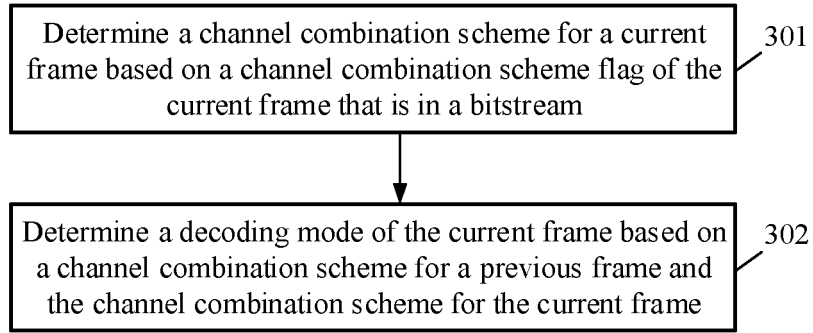 Determine a channel combination scheme for a current
frame based on a channel combination scheme flag of the
current frame that is in a bitstream
301
Determine a decoding mode of the current frame based on
a channel combination scheme for a previous frame and
the channel combination scheme for the current frame
302